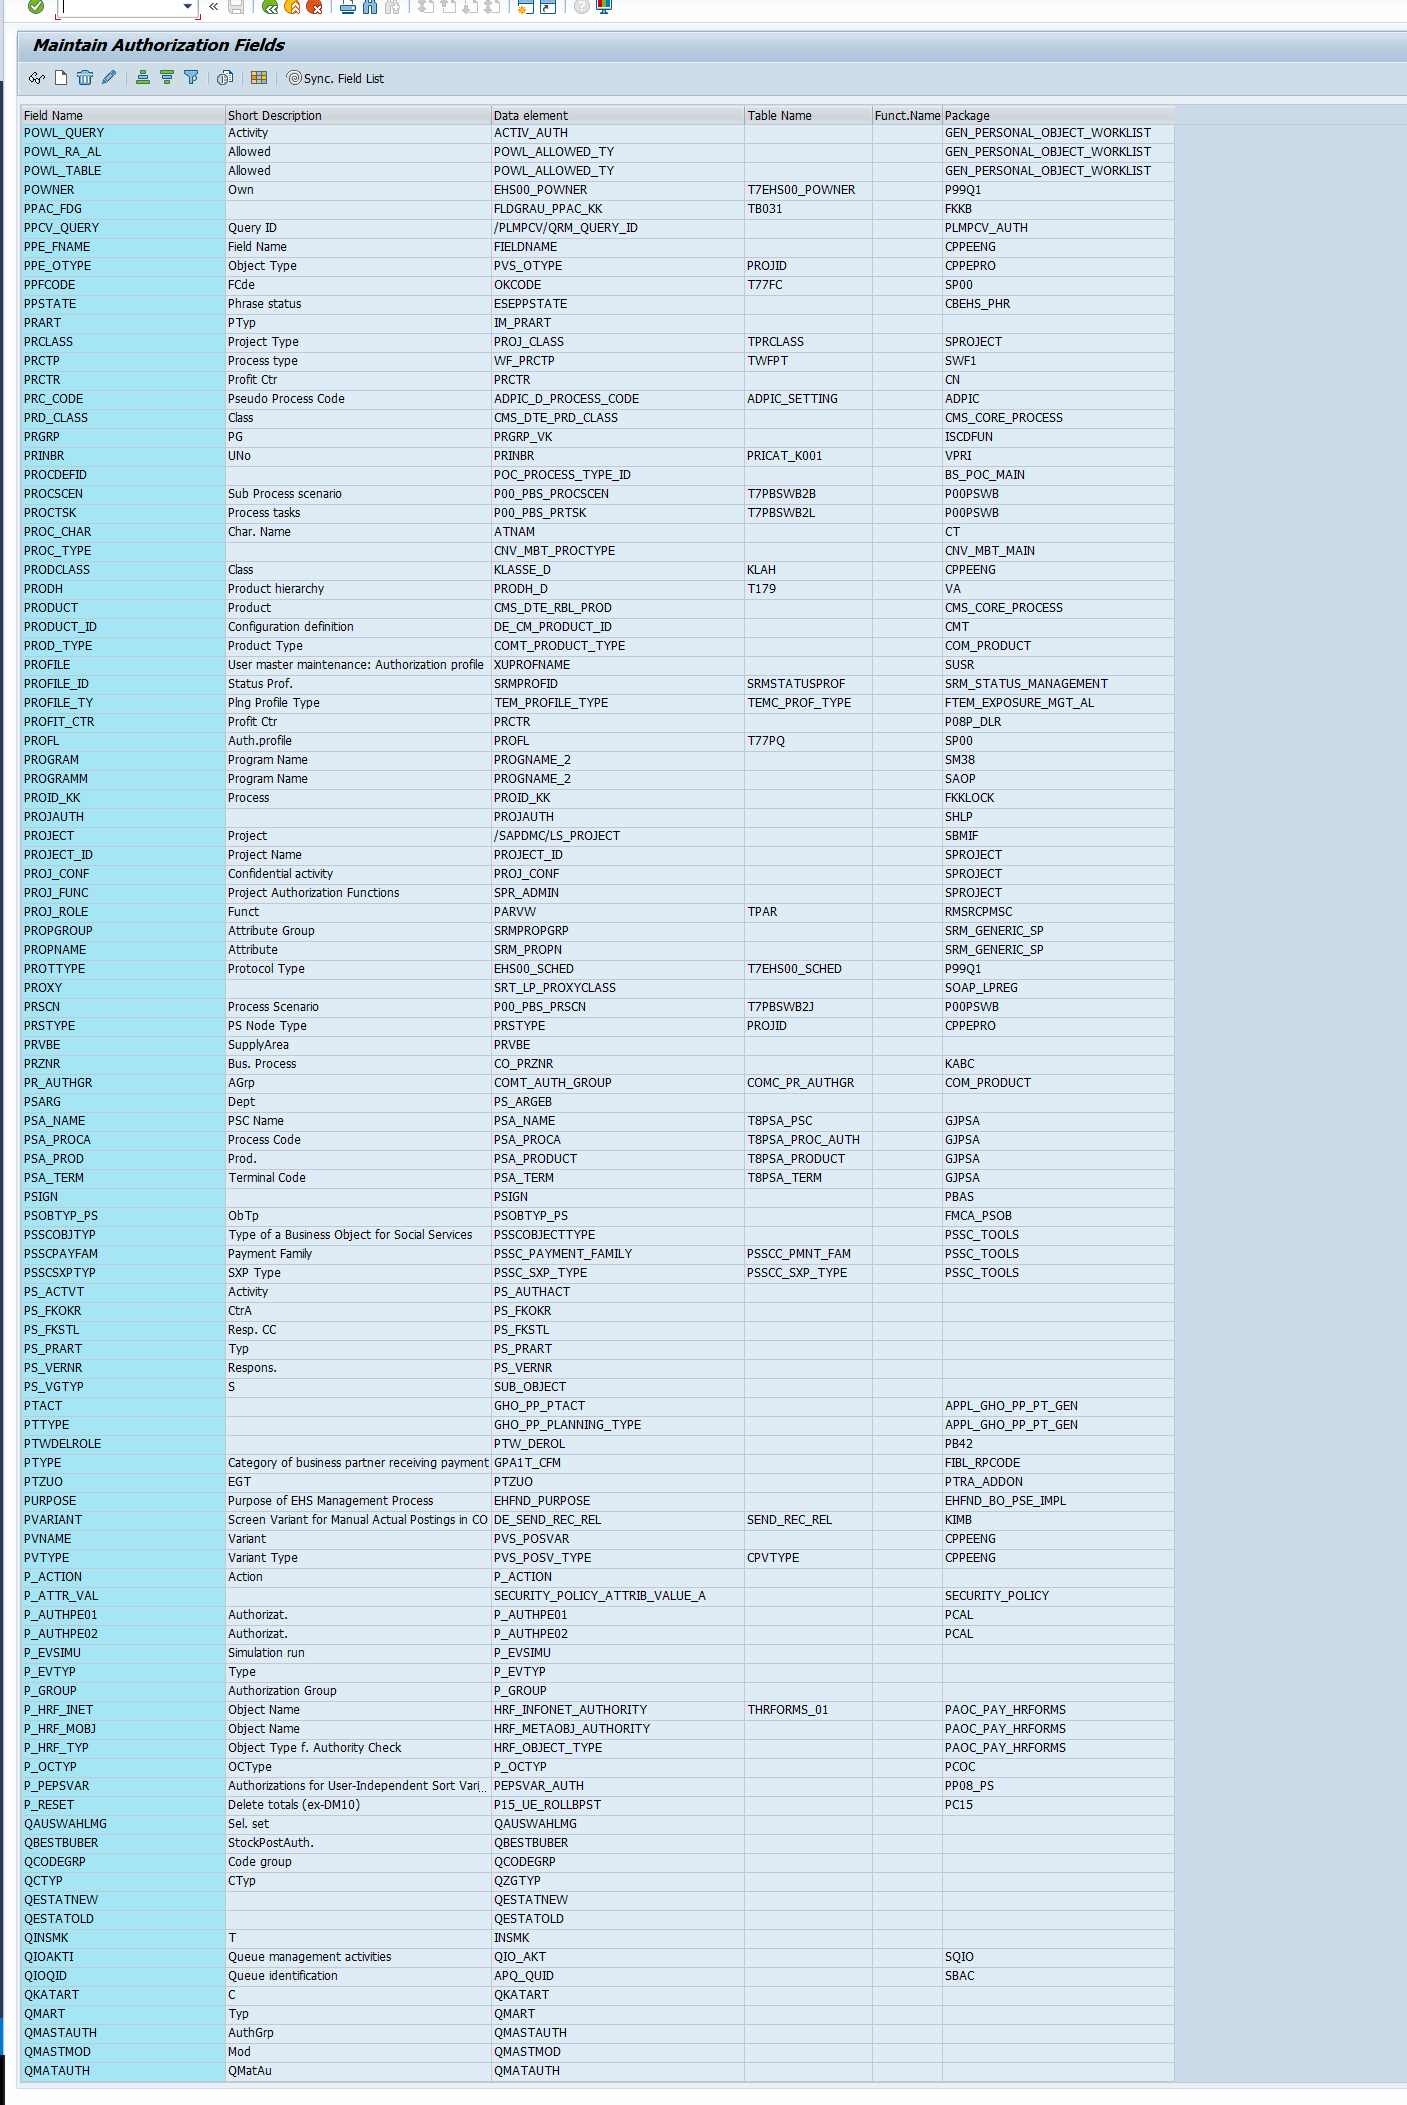 Maintain Authorization Fields
Sync. Field List
Field Name Short Description Data element Table Name Funct.Name Package
POWL_QUERY Activity ACTIV_AUTH GEN_PERSONAL_OBJECT_WORKLIST
POWL_RA_AL Allowed POWL_ALLOWED_TY GEN_PERSONAL_OBJECT_WORKLIST
POWL_TABLE Allowed POWL_ALLOWED_TY GEN_PERSONAL_OBJECT_WORKLIST
POWNER Own EHS00_POWNER T7EHS00_POWNER P99Q1
PPAC_FDG FLDGRAU_PPAC_KK TB031 FKKB
PPCV_QUERY Query ID /PLMPCV/QRM_QUERY_ID PLMPCV_AUTH
PPE_FNAME Field Name FIELDNAME CPPEENG
PPE_OTYPE Object Type PVS_OTYPE PROJID CPPEPRO
PPFCODE FCde OKCODE T77FC SP00
PPSTATE Phrase status ESEPPSTATE CBEHS_PHR
PRART PTyp IM_PRART
PRCLASS Project Type PROJ_CLASS TPRCLASS SPROJECT
PRCTP Process type WF_PRCTP TWFPT SWF1
PRCTR Profit Ctr PRCTR CN
PRC_CODE Pseudo Process Code ADPIC_D_PROCESS_CODE ADPIC_SETTING ADPIC
PRD_CLASS Class CMS_DTE_PRD_CLASS CMS_CORE_PROCESS
PRGRP PG PRGRP_VK ISCDFUN
PRINBR UNo PRINBR PRICAT_K001 VPRI
PROCDEFID POC_PROCESS_TYPE_ID BS_POC_MAIN
PROCSCEN Sub Process scenario P00_PBS_PROCSCEN T7PBSWB2B P00PSWB
PROCTSK Process tasks P00_PBS_PRTSK T7PBSWB2L P00PSWB
PROC_CHAR Char. Name ATNAM CT
PROC_TYPE CNV_MBT_PROCTYPE CNV_MBT_MAIN
PRODCLASS Class KLASSE_D KLAH CPPEENG
PRODH Product hierarchy PRODH_D T179 VA
PRODUCT Product CMS_DTE_RBL_PROD CMS_CORE_PROCESS
PRODUCT_ID Configuration definition DE_CM_PRODUCT_ID CMT
PROD_TYPE Product Type COMT_PRODUCT_TYPE COM_PRODUCT
PROFILE User master maintenance: Authorization profile XUPROFNAME SUSR
PROFILE_ID Status Prof. SRMPROFID SRMSTATUSPROF SRM_STATUS_MANAGEMENT
PROFILE_TY Plng Profile Type TEM_PROFILE_TYPE TEMC_PROF_TYPE FTEM_EXPOSURE_MGT_AL
PROFIT_CTR Profit Ctr PRCTR P08P_DLR
PROFL Auth.profile PROFL T77PQ SP00
PROGRAM Program Name PROGNAME_2 SM38
PROGRAMM Program Name PROGNAME_2 SAOP
PROID_KK Process PROID_KK FKKLOCK
PROJAUTH PROJAUTH SHLP
PROJECT Project /SAPDMC/LS_PROJECT SBMIF
PROJECT_ID Project Name PROJECT_ID SPROJECT
PROJ_CONF Confidential activity PROJ_CONF SPROJECT
PROJ_FUNC Project Authorization Functions SPR_ADMIN SPROJECT
PROJ_ROLE Funct PARVW TPAR RMSRCPMSC
PROPGROUP Attribute Group SRMPROPGRP SRM_GENERIC_SP
PROPNAME Attribute SRM_PROPN SRM_GENERIC_SP
PROTTYPE Protocol Type EHS00_SCHED T7EHS00_SCHED P99Q1
PROXY SRT_LP_PROXYCLASS SOAP_LPREG
PRSCN Process Scenario P00_PBS_PRSCN T7PBSWB2J P00PSWB
PRSTYPE PS Node Type PRSTYPE PROJID CPPEPRO
PRVBE SupplyArea PRVBE
PRZNR Bus. Process CO_PRZNR KABC
PR_AUTHGR AGrp COMT_AUTH_GROUP COMC_PR_AUTHGR COM_PRODUCT
PSARG Dept PS_ARGEB
PSA_NAME PSC Name PSA_NAME T8PSA_PSC GJPSA
PSA_PROCA Process Code PSA_PROCA T8PSA_PROC_AUTH GJPSA
PSA_PROD Prod. PSA_PRODUCT T8PSA_PRODUCT GJPSA
PSA_TERM Terminal Code PSA_TERM T8PSA_TERM GJPSA
PSIGN PSIGN PBAS
PSOBTYP_PS ObTp PSOBTYP_PS FMCA_PSOB
PSSCOBJTYP Type of a Business Object for Social Services PSSCOBJECTTYPE PSSC_TOOLS
PSSCPAYFAM Payment Family PSSC_PAYMENT_FAMILY PSSCC_PMNT_FAM PSSC_TOOLS
PSSCSXPTYP SXP Type PSSC_SXP_TYPE PSSCC_SXP_TYPE PSSC_TOOLS
PS_ACTVT Activity PS_AUTHACT
PS_FKOKR CtrA PS_FKOKR
PS_FKSTL Resp. CC PS_FKSTL
PS_PRART Typ PS_PRART
PS_VERNR Respons. PS_VERNR
PS_VGTYP S SUB_OBJECT
PTACT GHO_PP_PTACT APPL_GHO_PP_PT_GEN
PTTYPE GHO_PP_PLANNING_TYPE APPL_GHO_PP_PT_GEN
PTWDELROLE PTW_DEROL PB42
PTYPE Category of business partner receiving payment GPA1T_CFM FIBL_RPCODE
PTZUO EGT PTZUO PTRA_ADDON
PURPOSE Purpose of EHS Management Process EHFND_PURPOSE EHFND_BO_PSE_IMPL
PVARIANT Screen Variant for Manual Actual Postings in CO DE_SEND_REC_REL SEND_REC_REL KIMB
PVNAME Variant PVS_POSVAR CPPEENG
PVTYPE Variant Type PVS_POSV_TYPE CPVTYPE CPPEENG
P_ACTION Action P_ACTION
P_ATTR_VAL SECURITY_POLICY_ATTRIB_VALUE_A SECURITY_POLICY
P_AUTHPE01 Authorizat. P_AUTHPE01 PCAL
P_AUTHPE02 Authorizat. P_AUTHPE02 PCAL
P_EVSIMU Simulation run P_EVSIMU
P_EVTYP Type P_EVTYP
P_GROUP Authorization Group P_GROUP
P_HRF_INET Object Name HRF_INFONET_AUTHORITY THRFORMS_01 PAOC_PAY_HRFORMS
P_HRF_MOBJ Object Name HRF_METAOBJ_AUTHORITY PAOC_PAY_HRFORMS
P_HRF_TYP Object Type f. Authority Check HRF_OBJECT_TYPE PAOC_PAY_HRFORMS
P_OCTYP OCType P_OCTYP PCOC
P_PEPSVAR Authorizations for User-Independent Sort Vari... PEPSVAR_AUTH PP08_PS
P_RESET Delete totals (ex-DM10) P15_UE_ROLLBPST PC15
QAUSWAHLMG Sel. set QAUSWAHLMG
QBESTBUBER StockPostAuth. QBESTBUBER
QCODEGRP Code group QCODEGRP
QCTYP CTyp QZGTYP
QESTATNEW QESTATNEW
QESTATOLD QESTATOLD
QINSMK T INSMK
QIOAKTI Queue management activities QIO_AKT SQIO
QIOQID Queue identification APQ_QUID SBAC
QKATART C QKATART
QMART Typ QMART
QMASTAUTH AuthGrp QMASTAUTH
QMASTMOD Mod QMASTMOD
QMATAUTH QMatAu QMATAUTH